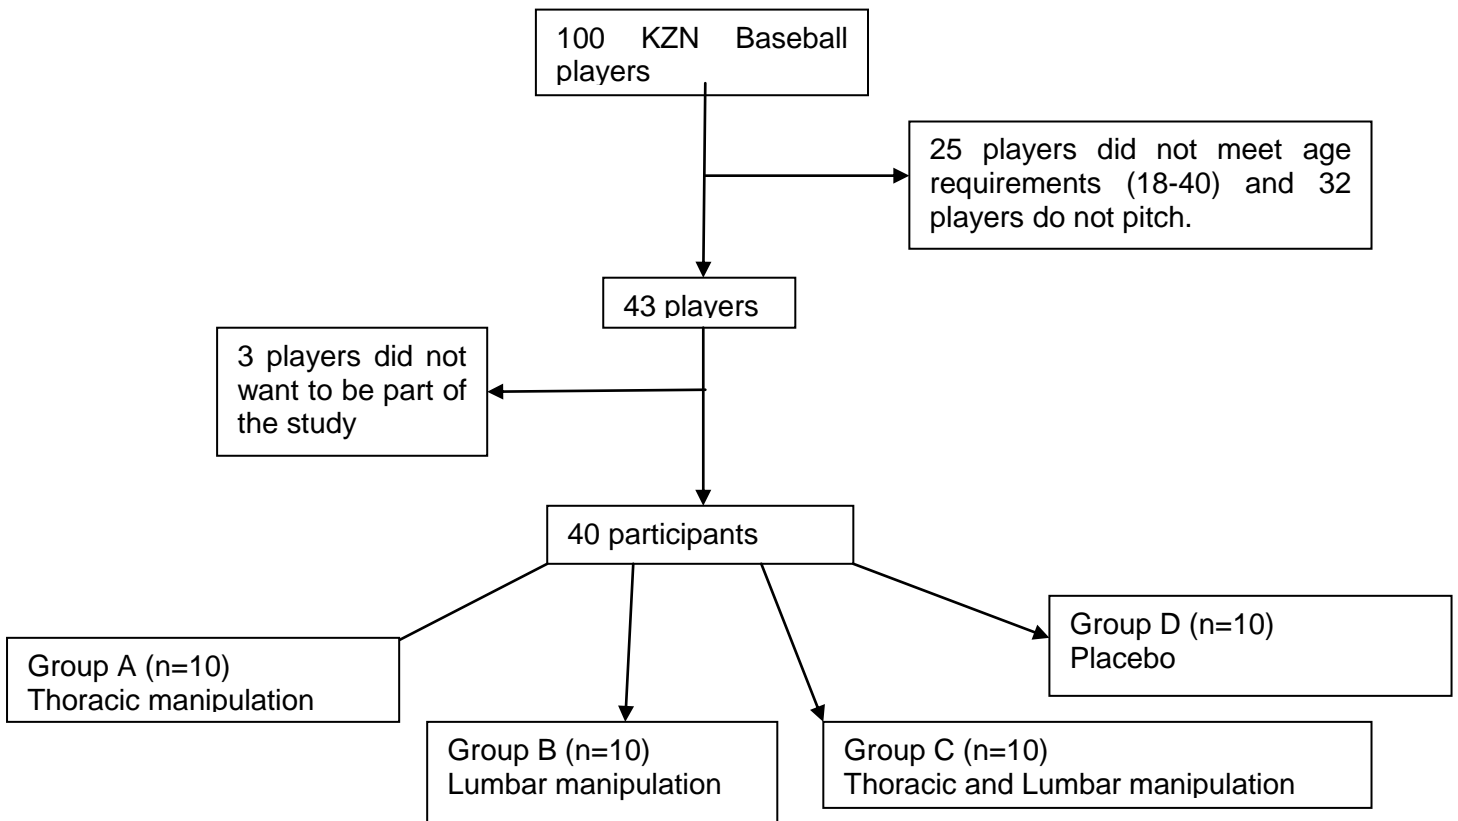 100 KZN Baseball
players
25 players did not meet age
requirements (18-40) and 32
players do not pitch.
43 players
3 players did not
want to be part of
the study
40 participants
Group D (n=10)
Placebo
Group A (n=10)
Thoracic manipulation
Group B (n=10)
Lumbar manipulation
Group C (n=10)
Thoracic and Lumbar manipulation